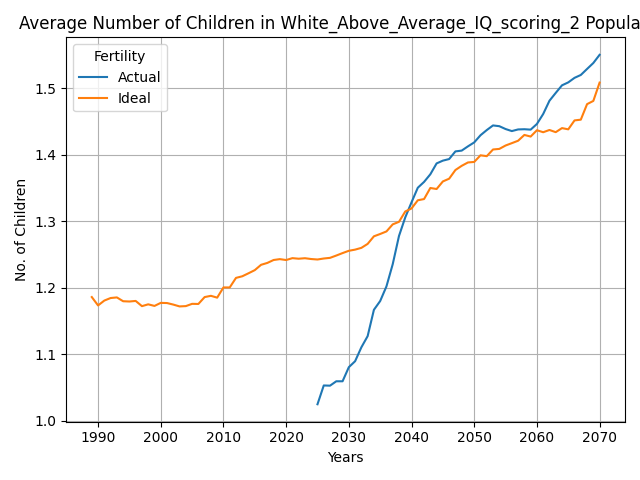 Average Number of Children in White_Above_Average_IQ_scoring_2 Popula
Fertility
Actual
Ideal
No. of Children
1.5
1.4
1.3
1.2
1.1
1.0
1990 2000 2010 2020 2030 2040 2050 2060 2070
Years